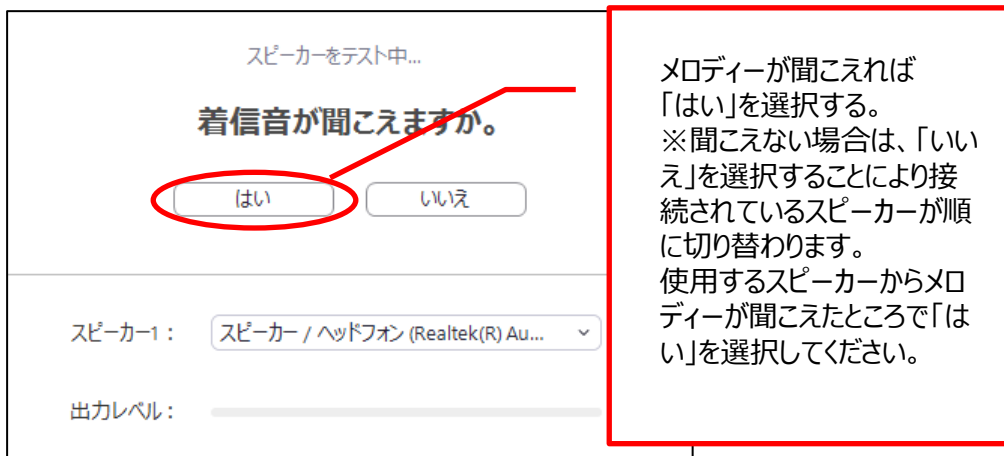 スピーカーをテスト中...
着信音が聞こえますか。
はい
いいえ
スピーカー1：
スピーカー / ヘッドフォン (Realtek(R) Au...
出力レベル：
メロディーが聞こえれば
「はい」を選択する。
※聞こえない場合は、「いい
え」を選択することにより接
続されているスピーカーが順
に切り替わります。
使用するスピーカーからメロ
ディーが聞こえたところで「は
い」を選択してください。